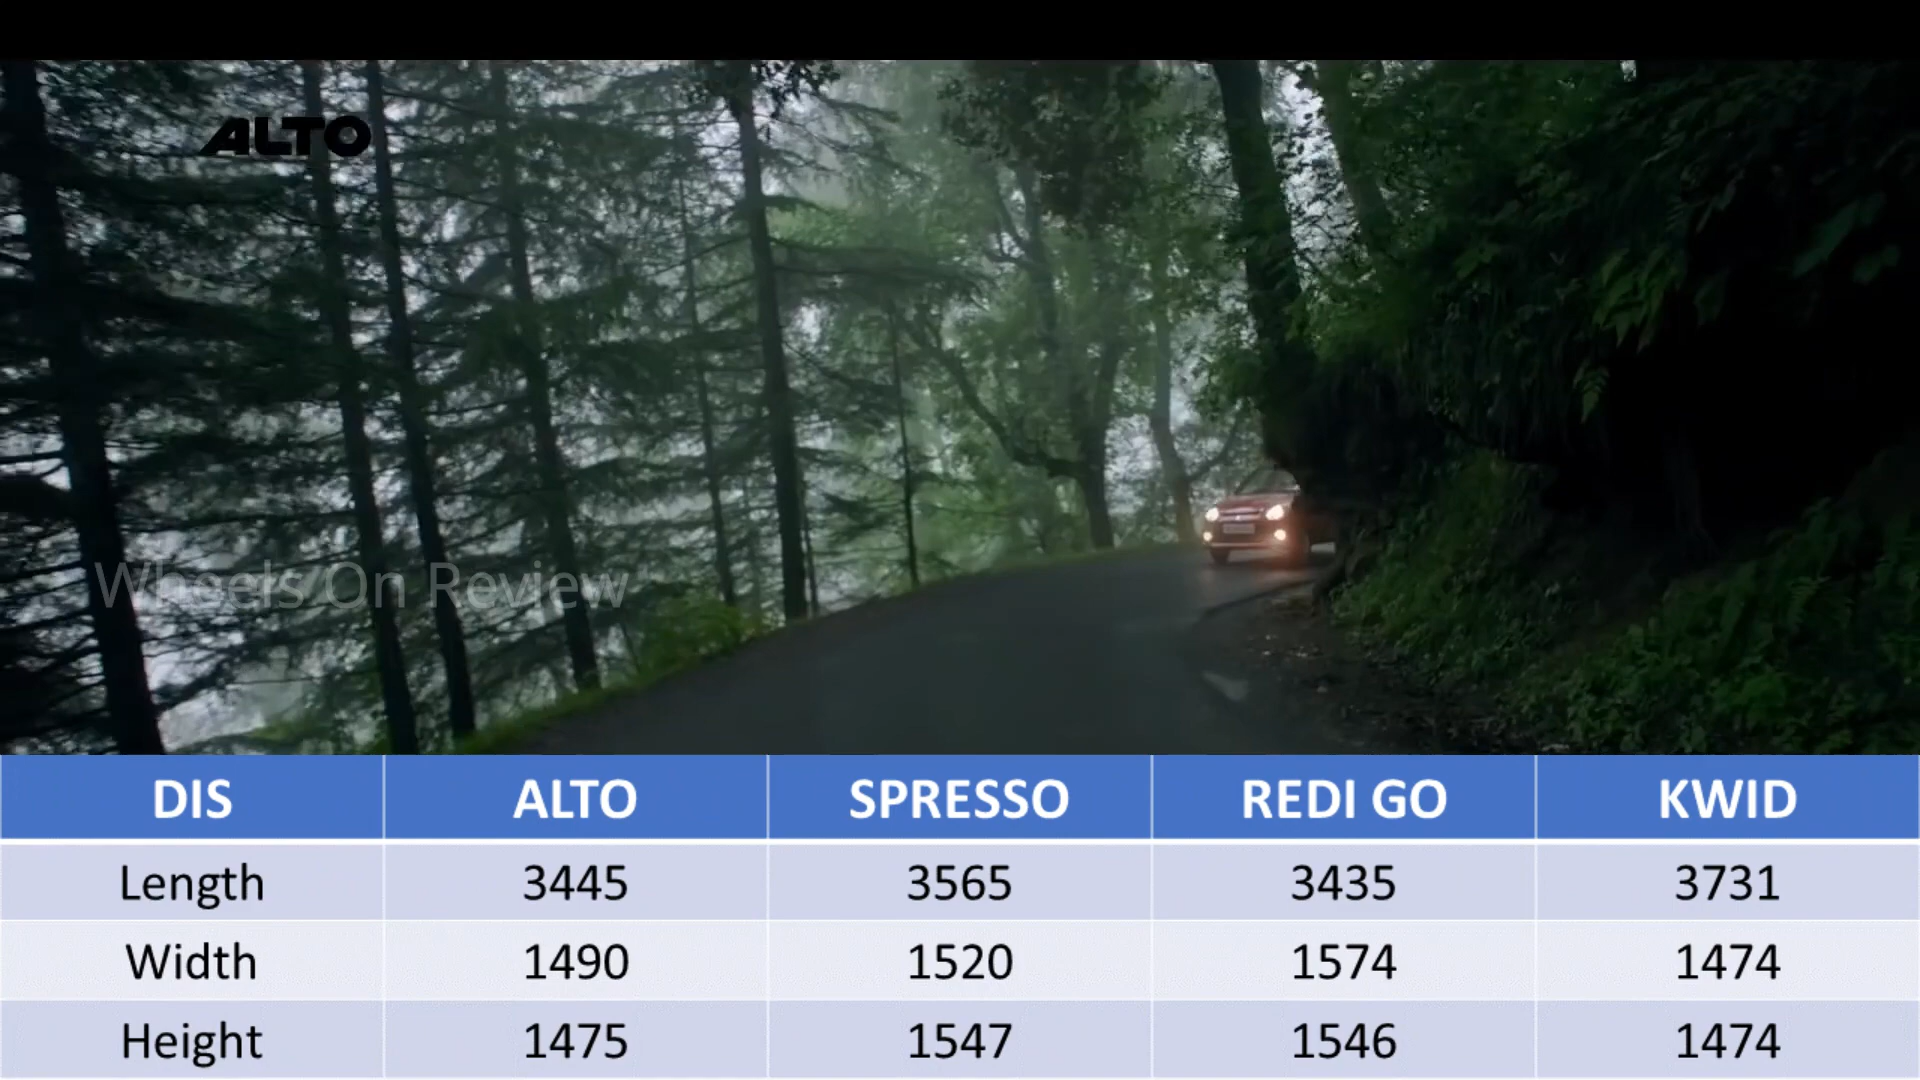 ALTO
Wheels On Review
DIS ALTO SPRESSO REDI GO KWID
Length 3445 3565 3435 3731
Width 1490 1520 1574 1474
Height 1475 1547 1546 1474